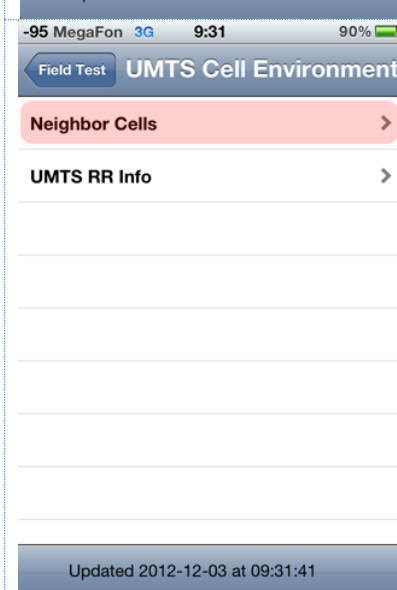 -95 MegaFon 3G 9:31 90%
Field Test UMTS Cell Environment
Neighbor Cells
UMTS RR Info
Updated 2012-12-03 at 09:31:41